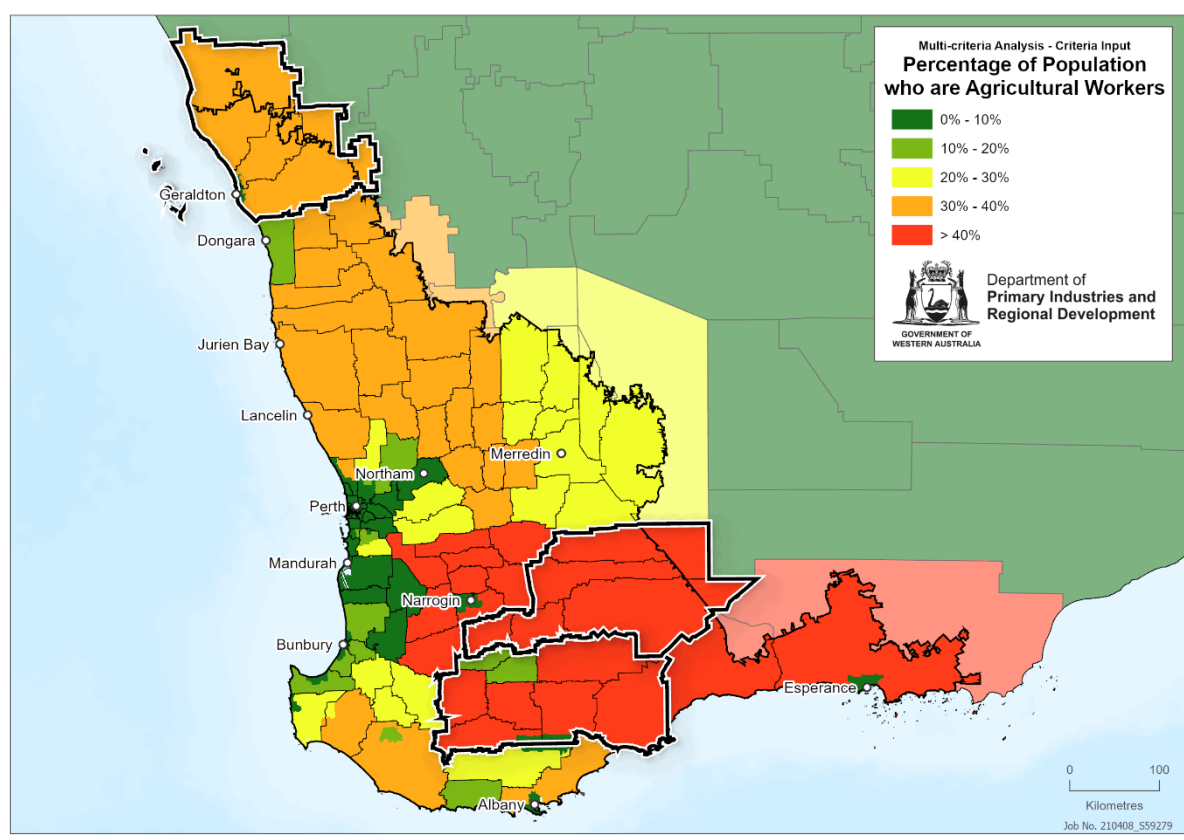 Multi-criteria Analysis - Criteria Input
Percentage of Population
who are Agricultural Workers
0% - 10%
10% - 20%
20% - 30%
30% - 40%
> 40%
GOVERNMENT OF
WESTERN AUSTRALIA
Department of
Primary Industries and
Regional Development
Geraldton
Dongara
Jurien Bay
Lancelin
Northam
Merredin
Perth
Mandurah
Narrogin
Bunbury
Esperance
Albany
0 100
Kilometres
Job No. 210408_S59279